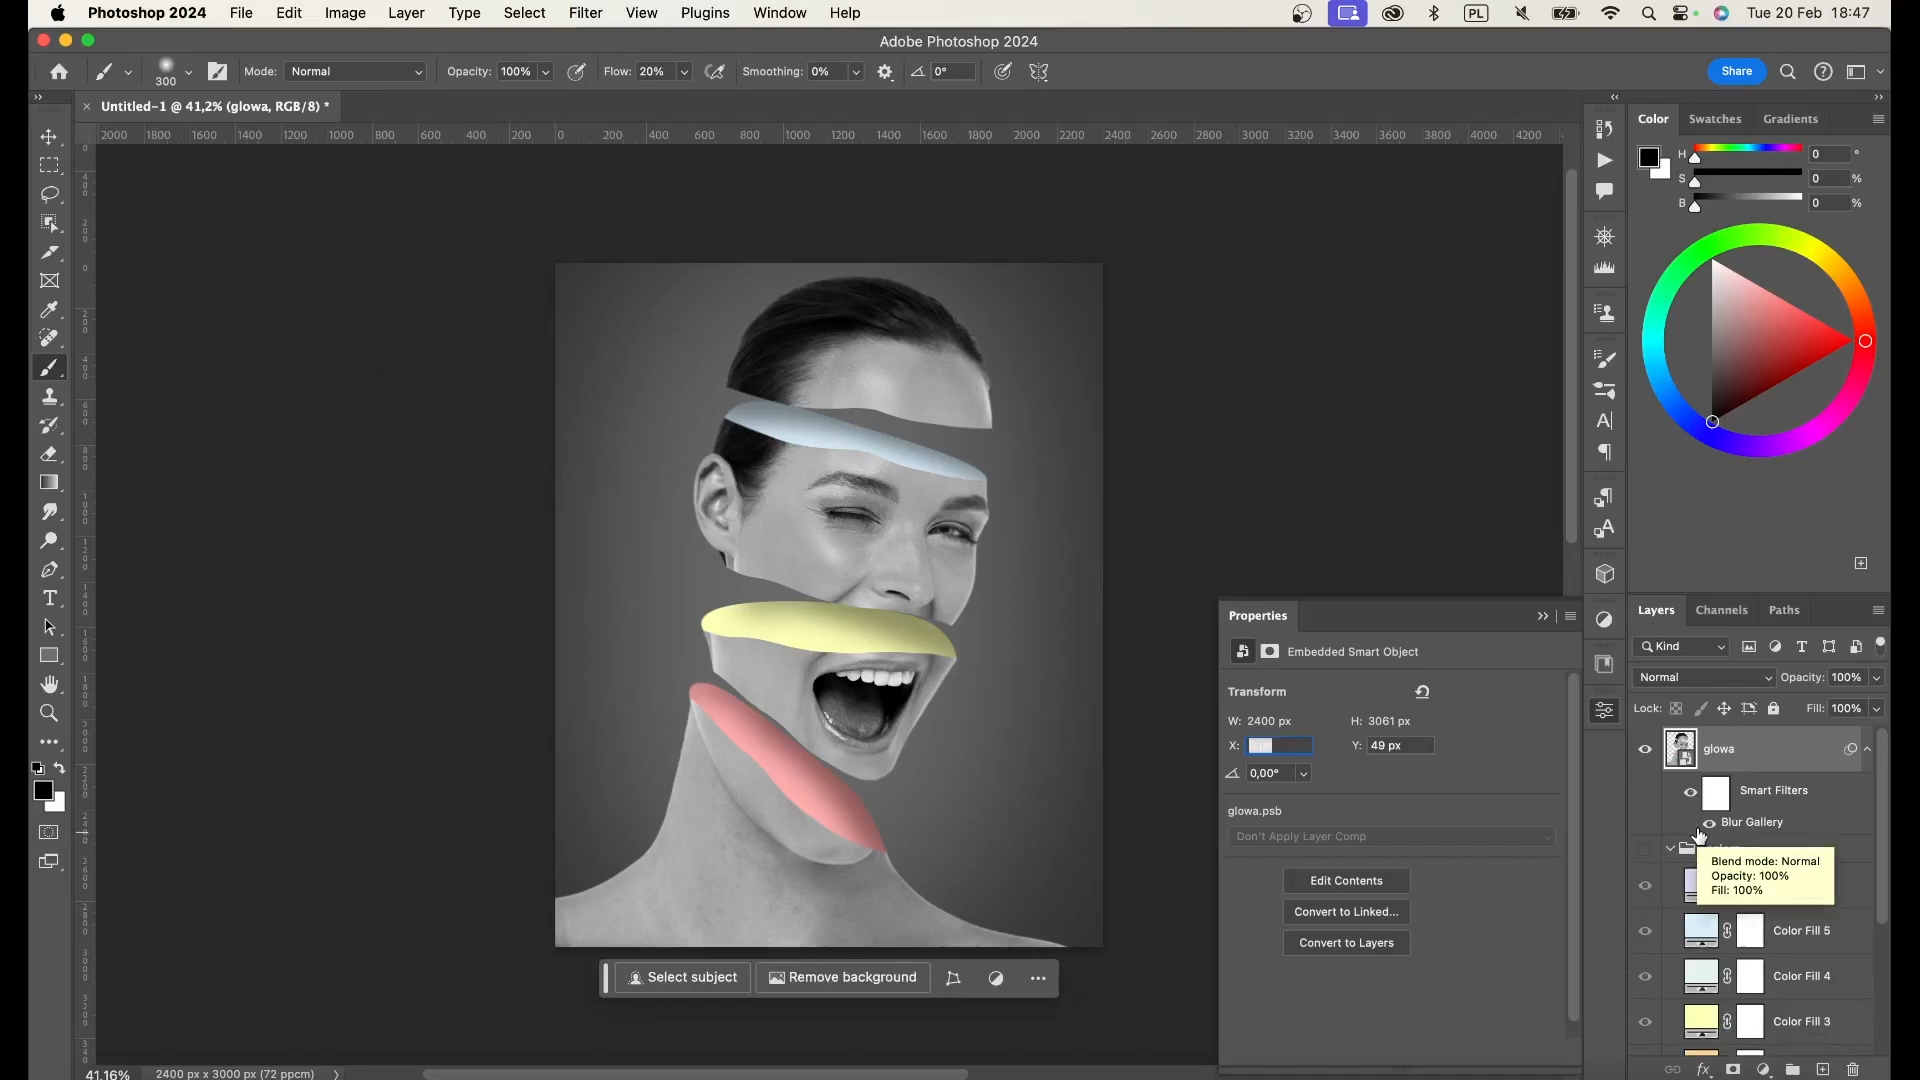 Photoshop 2024 File Edit Image Layer Type Select Filter View Plugins Window Help PL Tue 20 Feb 18:47
Adobe Photoshop 2024
300 Mode: Normal Opacity: 100% Flow: 20% Smoothing: 0% 0° Share
Untitled-1 @ 41,2% (glowa, RGB/8) *
2000 1800 1600 1400 1200 1000 800 600 400 200 0 200 400 600 800 1000 1200 1400 1600 1800 2000 2200 2400 2600 2800 3000 3200 3400 3600 3800 4000 4200
Color Swatches Gradients
H 0 °
S 0 %
B 0 %
Properties
Embedded Smart Object
Transform
W: 2400 px H: 3061 px
X: Y: 49 px
0,00°
glowa.psb
Don't Apply Layer Comp
Edit Contents
Convert to Linked...
Convert to Layers
Layers Channels Paths
Kind
Normal Opacity: 100%
Lock: Fill: 100%
glowa
Smart Filters
Blur Gallery
Blend mode: Normal
Opacity: 100%
Fill: 100%
Color Fill 5
Color Fill 4
Color Fill 3
Select subject Remove background
41,16% 2400 px x 3000 px (72 ppcm)